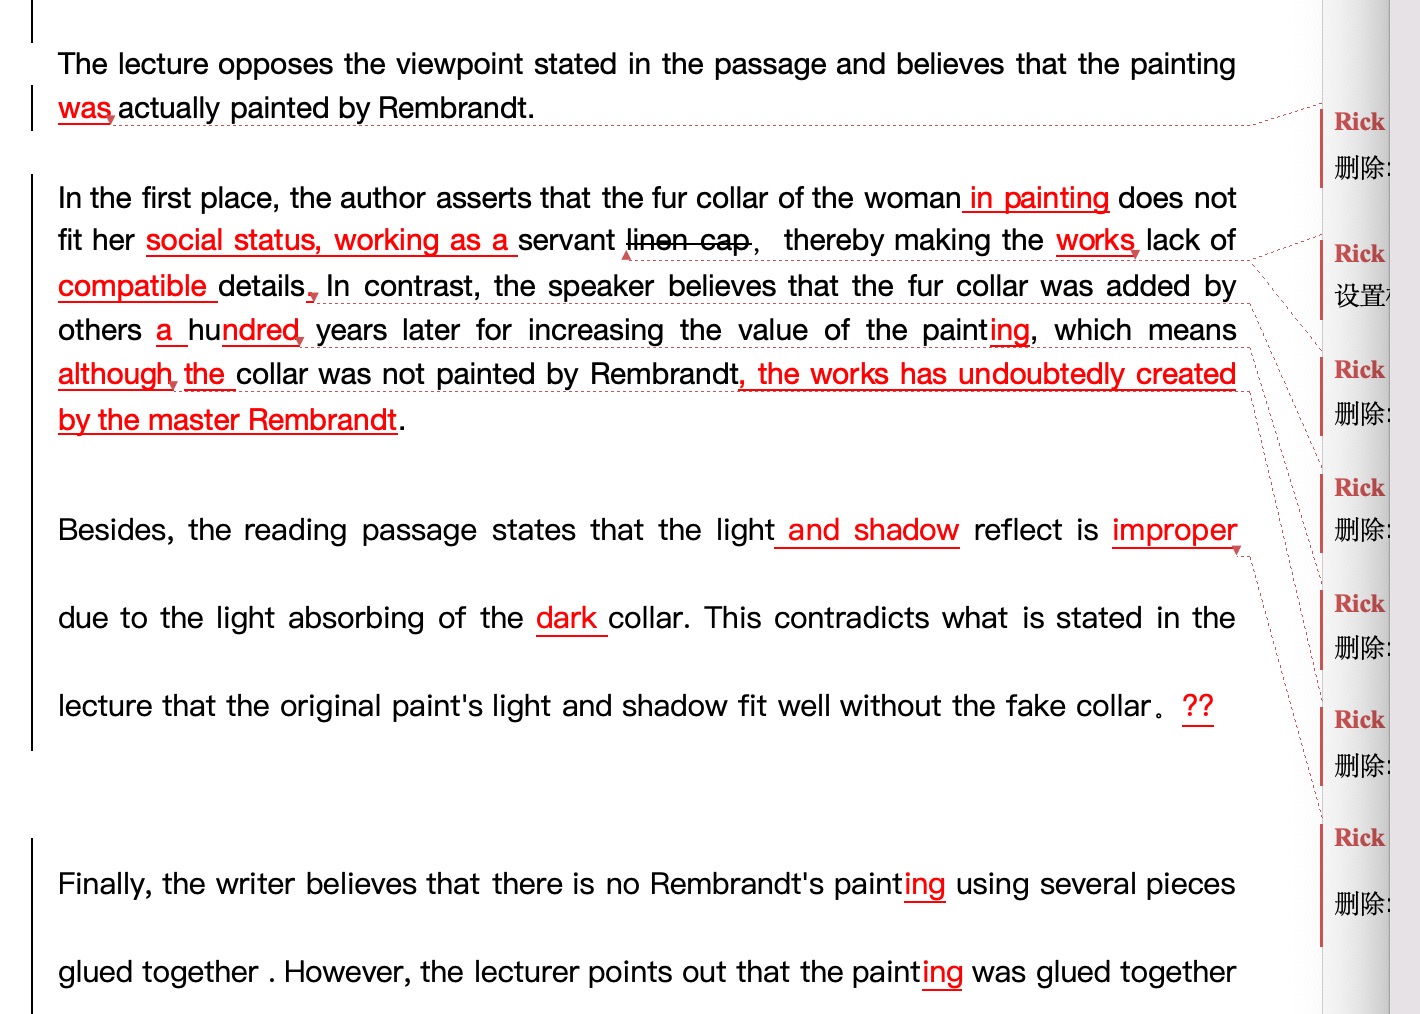 The lecture opposes the viewpoint stated in the passage and believes that the painting
was actually painted by Rembrandt.
Rick
删除:
In the first place, the author asserts that the fur collar of the woman in painting does not
fit her social status, working as a servant linen cap， thereby making the works lack of
Rick
设置
compatible details. In contrast, the speaker believes that the fur collar was added by
others a hundred years later for increasing the value of the painting, which means
although the collar was not painted by Rembrandt, the works has undoubtedly created
by the master Rembrandt.
Rick
删除:
Rick
删除:
Besides, the reading passage states that the light and shadow reflect is improper
due to the light absorbing of the dark collar. This contradicts what is stated in the
lecture that the original paint's light and shadow fit well without the fake collar。 ??
Rick
删除:
Rick
删除:
Rick
删除:
Finally, the writer believes that there is no Rembrandt's painting using several pieces
glued together . However, the lecturer points out that the painting was glued together